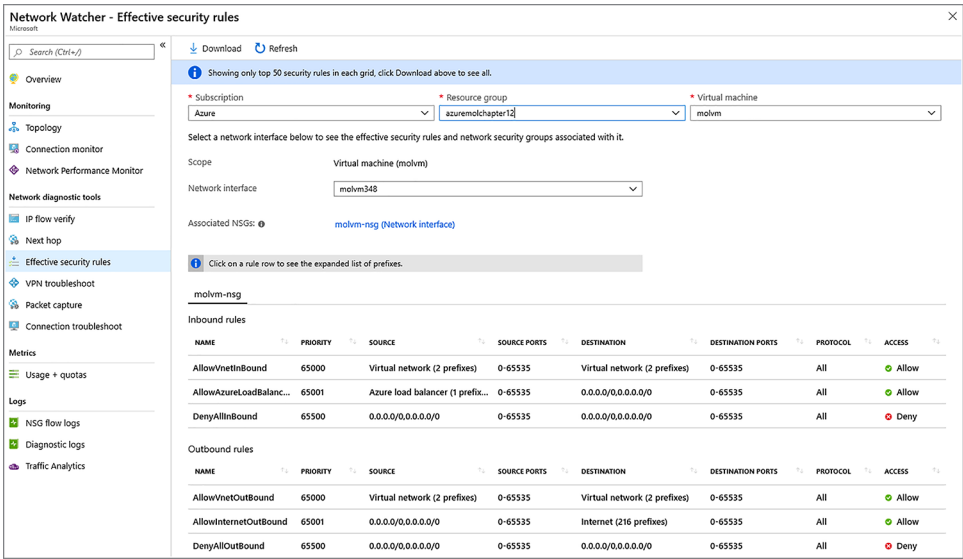 Network Watcher - Effective security rules
Microsoft
Search (Ctrl+/)
«
Overview
Monitoring
Topology
Connection monitor
Network Performance Monitor
Network diagnostic tools
IP flow verify
Next hop
Effective security rules
VPN troubleshoot
Packet capture
Connection troubleshoot
Metrics
Usage + quotas
Logs
NSG flow logs
Diagnostic logs
Traffic Analytics
Download Refresh
Showing only top 50 security rules in each grid, click Download above to see all.
* Subscription * Resource group * Virtual machine
Azure azuremolchapter12 molvm
Select a network interface below to see the effective security rules and network security groups associated with it.
Scope Virtual machine (molvm)
Network interface molvm348
Associated NSGs: molvm-nsg (Network interface)
Click on a rule row to see the expanded list of prefixes.
molvm-nsg
Inbound rules
NAME PRIORITY SOURCE SOURCE PORTS DESTINATION DESTINATION PORTS PROTOCOL ACCESS
AllowVnetInBound 65000 Virtual network (2 prefixes) 0-65535 Virtual network (2 prefixes) 0-65535 All Allow
AllowAzureLoadBalanc... 65001 Azure load balancer (1 prefix... 0-65535 0.0.0.0/0,0.0.0.0/0 0-65535 All Allow
DenyAllInBound 65500 0.0.0.0/0,0.0.0.0/0 0-65535 0.0.0.0/0,0.0.0.0/0 0-65535 All Deny
Outbound rules
NAME PRIORITY SOURCE SOURCE PORTS DESTINATION DESTINATION PORTS PROTOCOL ACCESS
AllowVnetOutBound 65000 Virtual network (2 prefixes) 0-65535 Virtual network (2 prefixes) 0-65535 All Allow
AllowInternetOutBound 65001 0.0.0.0/0,0.0.0.0/0 0-65535 Internet (216 prefixes) 0-65535 All Allow
DenyAllOutBound 65500 0.0.0.0/0,0.0.0.0/0 0-65535 0.0.0.0/0,0.0.0.0/0 0-65535 All Deny